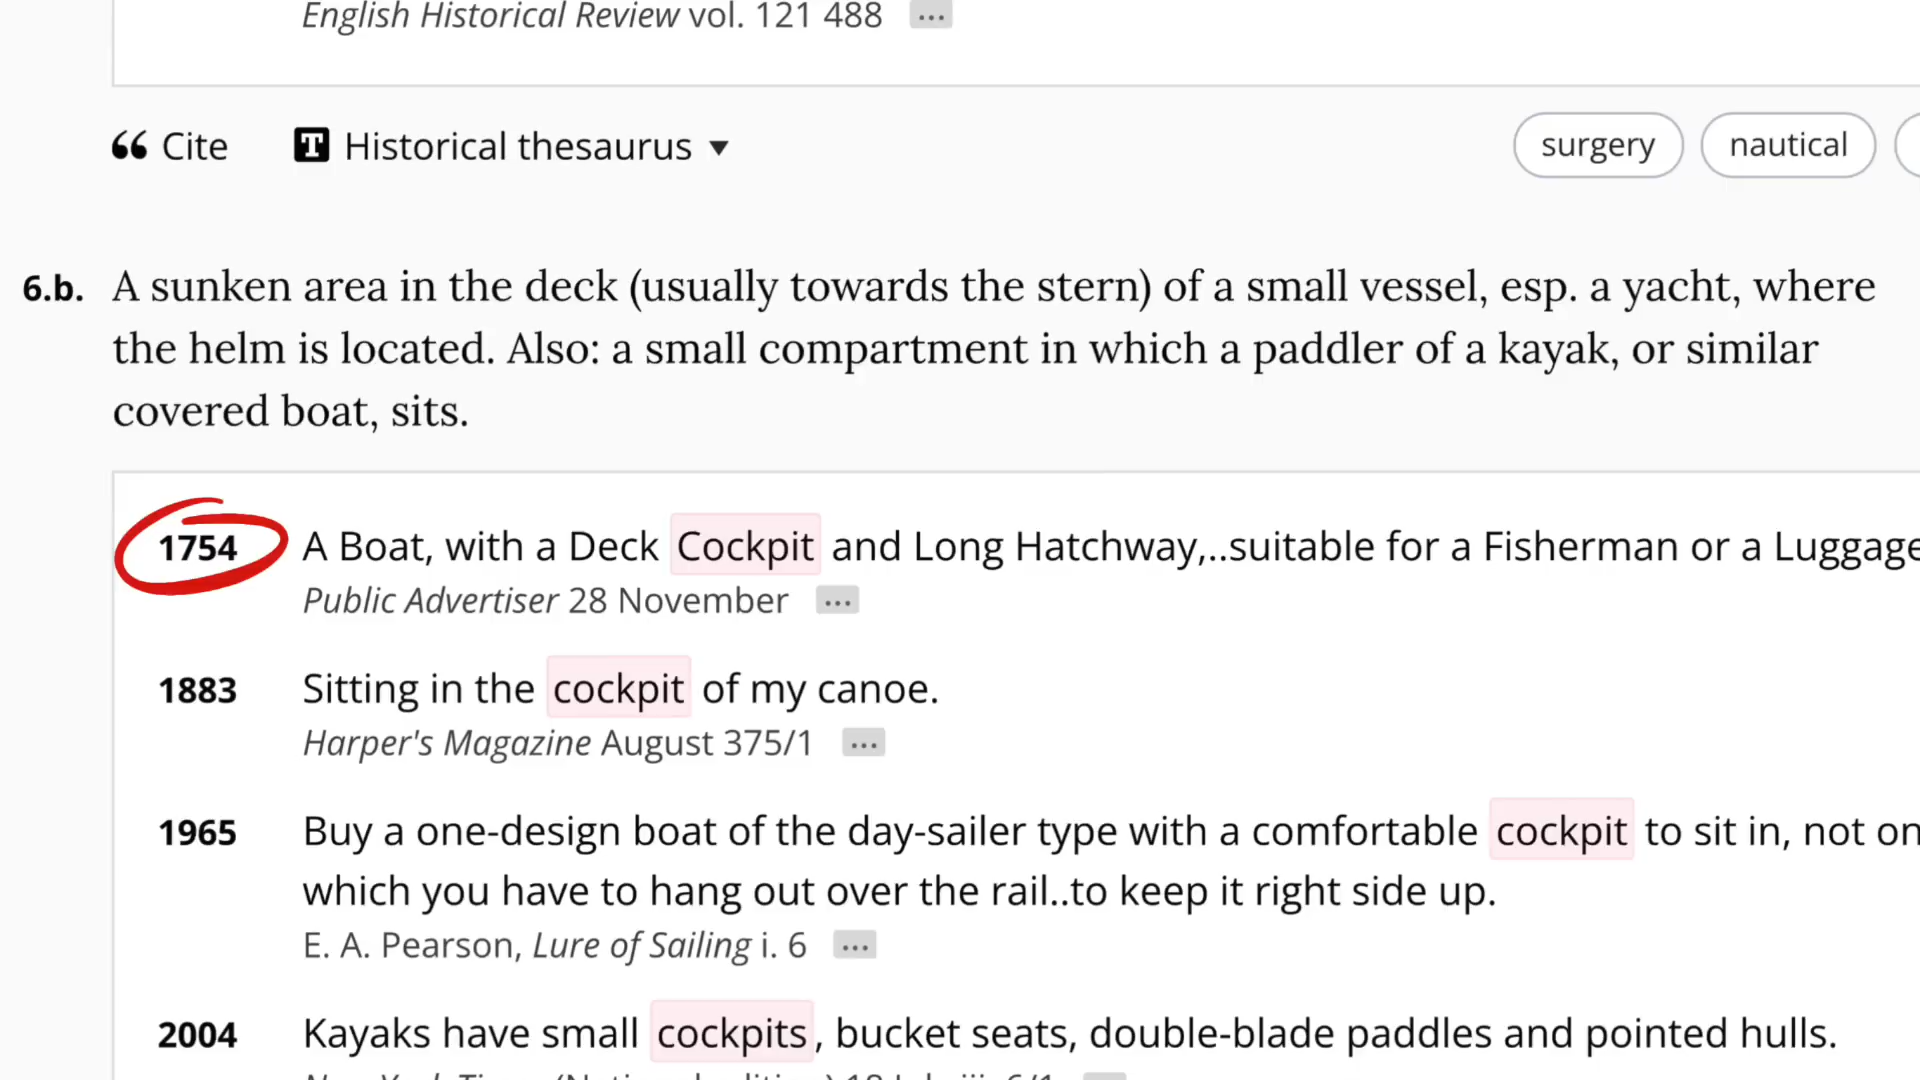 English Historical Review vol. 121 488 ...
Cite Historical thesaurus ▼ surgery nautical
6.b. A sunken area in the deck (usually towards the stern) of a small vessel, esp. a yacht, where
the helm is located. Also: a small compartment in which a paddler of a kayak, or similar
covered boat, sits.
1754 A Boat, with a Deck Cockpit and Long Hatchway,..suitable for a Fisherman or a Luggage
Public Advertiser 28 November ...
1883 Sitting in the cockpit of my canoe.
Harper's Magazine August 375/1 ...
1965 Buy a one-design boat of the day-sailer type with a comfortable cockpit to sit in, not on
which you have to hang out over the rail..to keep it right side up.
E. A. Pearson, Lure of Sailing i. 6 ...
2004 Kayaks have small cockpits, bucket seats, double-blade paddles and pointed hulls.